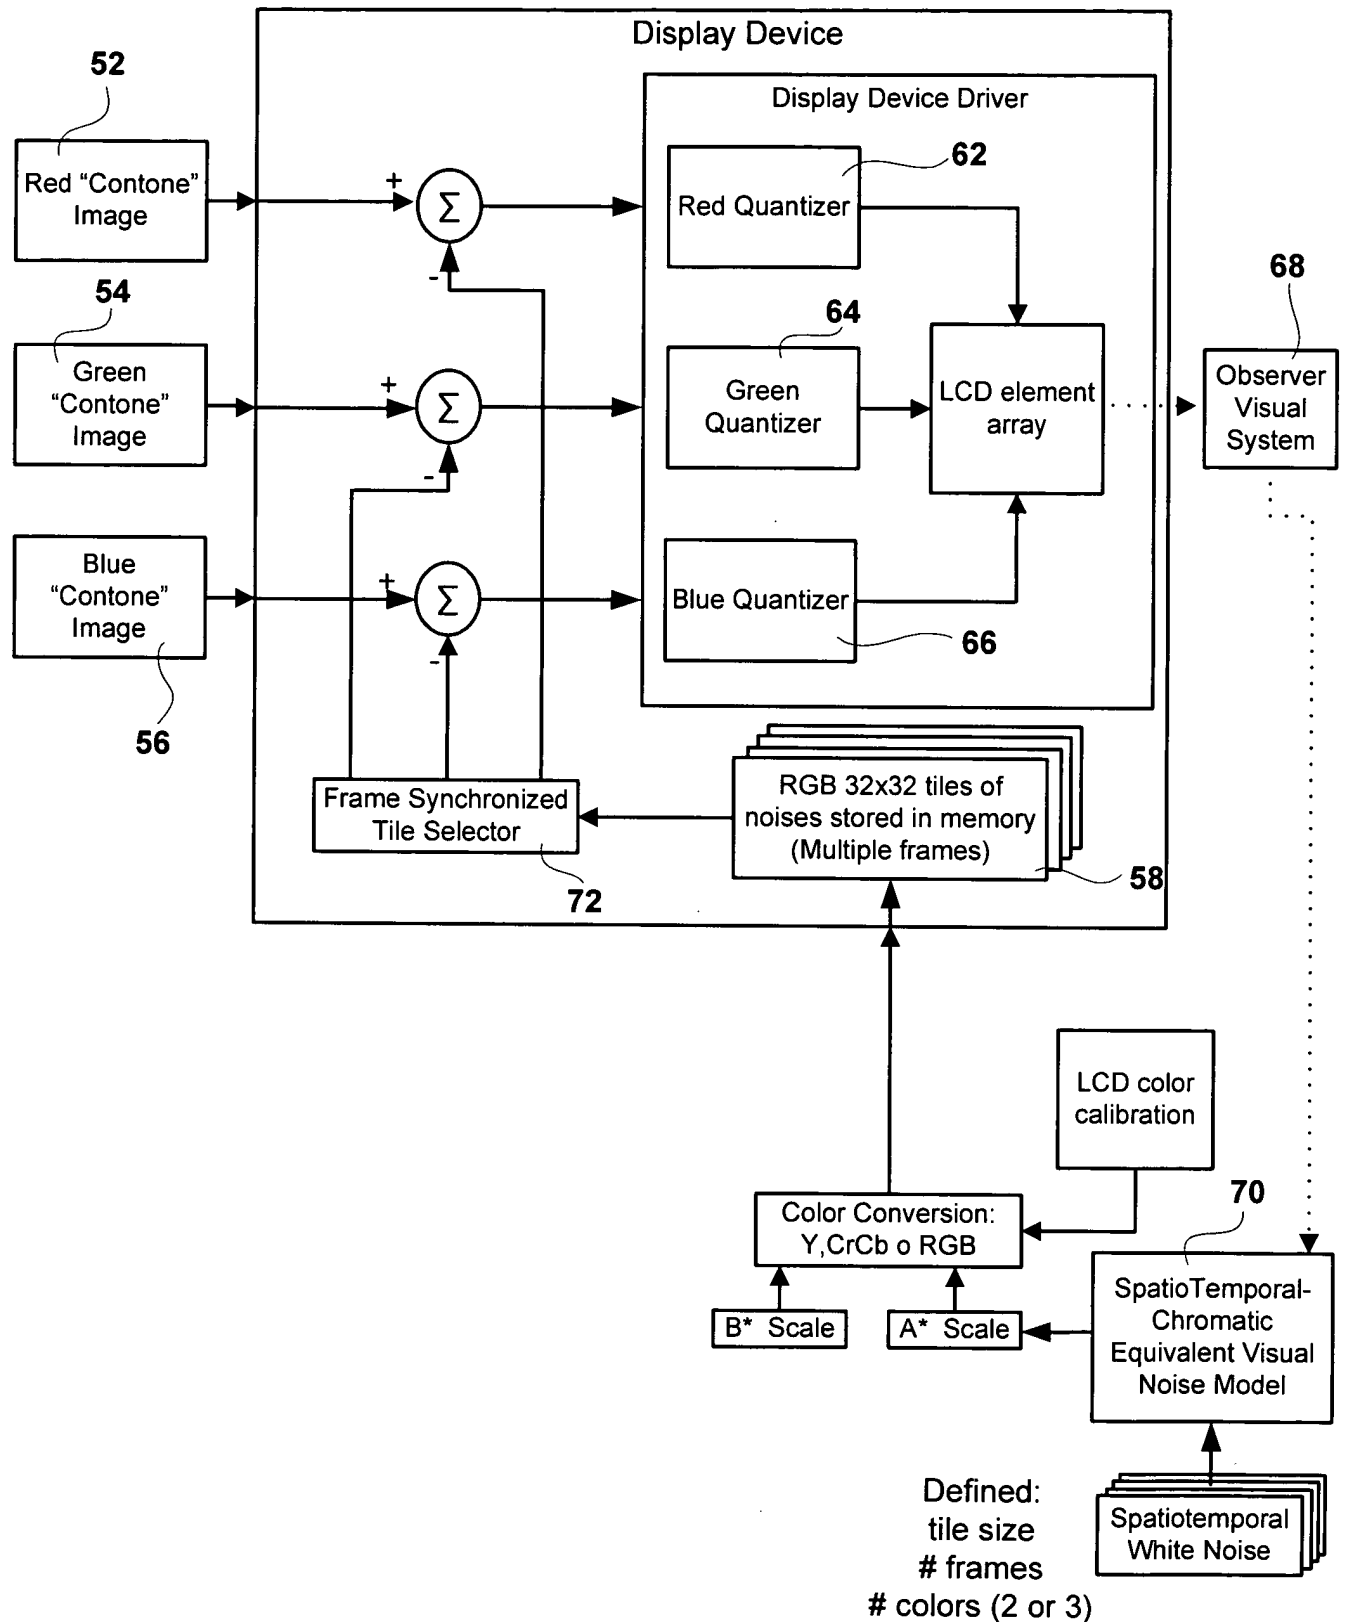 Display Device
52
Display Device Driver
Red “Contone”
Image
+
Σ
-
62
Red Quantizer
54
Green
“Contone”
Image
+
Σ
-
64
Green
Quantizer
LCD element
array
68
Observer
Visual
System
Blue
“Contone”
Image
56
+
Σ
-
Blue Quantizer
66
Frame Synchronized
Tile Selector
72
RGB 32x32 tiles of
noises stored in memory
(Multiple frames)
58
LCD color
calibration
Color Conversion:
Y,CrCb o RGB
70
B* Scale
A* Scale
SpatioTemporal-
Chromatic
Equivalent Visual
Noise Model
Defined:
tile size
# frames
# colors (2 or 3)
Spatiotemporal
White Noise